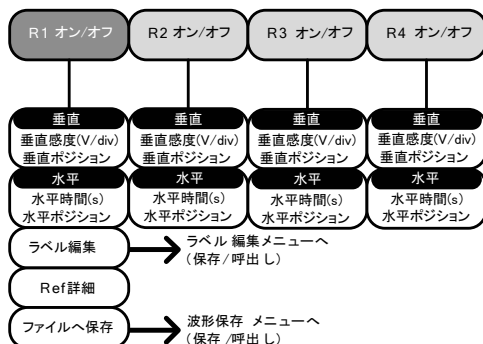 R1 オン/オフ R2 オン/オフ R3 オン/オフ R4 オン/オフ
垂直 垂直 垂直 垂直
垂直感度(V/div) 垂直感度(V/div) 垂直感度(V/div) 垂直感度(V/div)
垂直ポジション 垂直ポジション 垂直ポジション 垂直ポジション
水平 水平 水平 水平
水平時間(s) 水平時間(s) 水平時間(s) 水平時間(s)
水平ポジション 水平ポジション 水平ポジション 水平ポジション
ラベル編集 ラベル 編集メニューへ
(保存/呼出し)
Ref詳細
ファイルへ保存 波形保存 メニューへ
(保存 /呼出し)